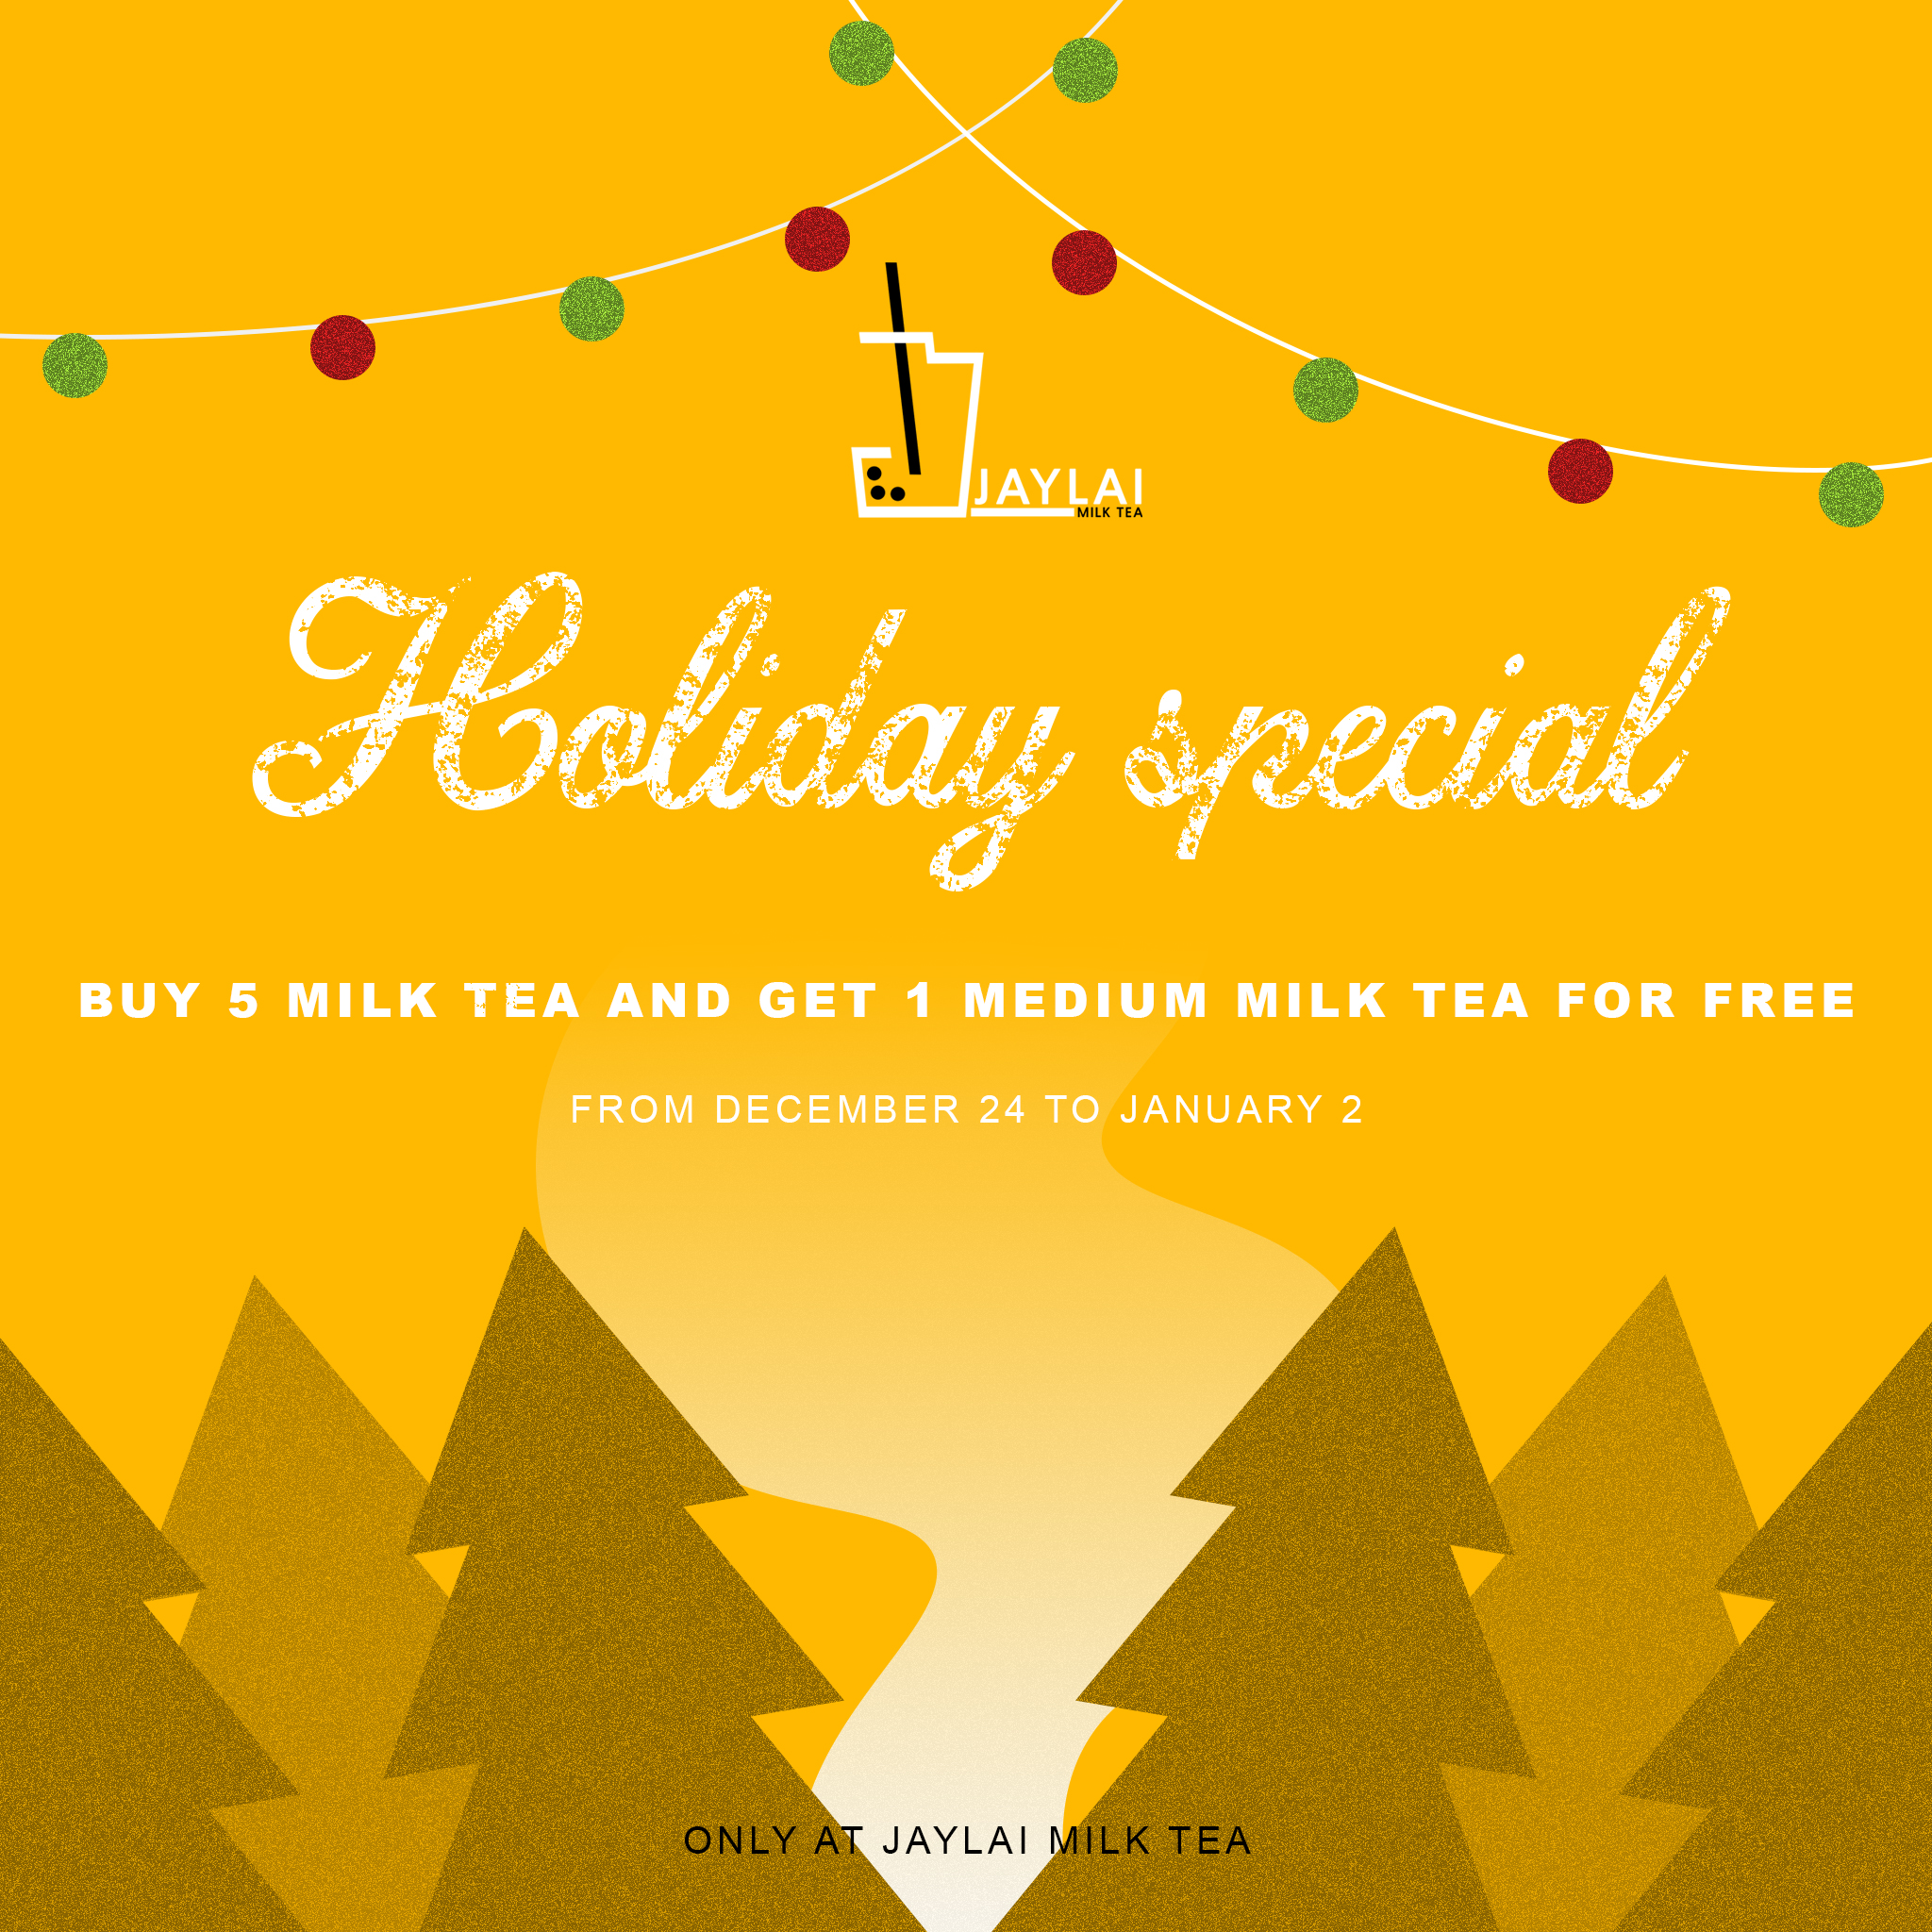 JAYLAI
MILK TEA
Holiday special
BUY 5 MILK TEA AND GET 1 MEDIUM MILK TEA FOR FREE
FROM DECEMBER 24 TO JANUARY 2
ONLY AT JAYLAI MILK TEA